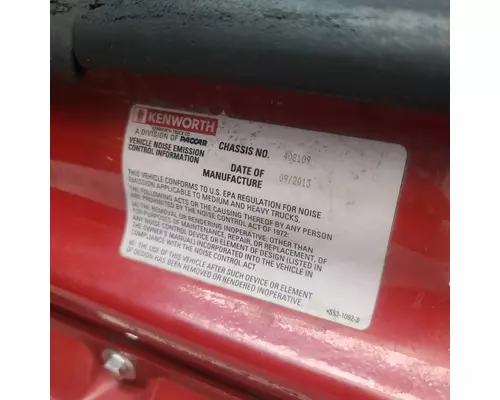 KENWORTH
KENWORTH TRUCK CO.
A DIVISION OF PACCAR
VEHICLE NOISE EMISSION
CONTROL INFORMATION
CHASSIS NO. 402109
DATE OF
MANUFACTURE 09/2013
THIS VEHICLE CONFORMS TO U.S. EPA REGULATION FOR NOISE
EMISSION APPLICABLE TO MEDIUM AND HEAVY TRUCKS.
THE FOLLOWING ACTS OR THE CAUSING THEREOF BY ANY PERSON
ARE PROHIBITED BY THE NOISE CONTROL ACT OF 1972:
(A) THE REMOVAL OR RENDERING INOPERATIVE, OTHER THAN
FOR PURPOSES OF MAINTENANCE, REPAIR, OR REPLACEMENT, OF
ANY NOISE CONTROL DEVICE OR ELEMENT OF DESIGN (LISTED IN
THE OWNER'S MANUAL) INCORPORATED INTO THE VEHICLE IN
COMPLIANCE WITH THE NOISE CONTROL ACT
(B) THE USE OF THIS VEHICLE AFTER SUCH DEVICE OR ELEMENT
OF DESIGN HAS BEEN REMOVED OR RENDERED INOPERATIVE.